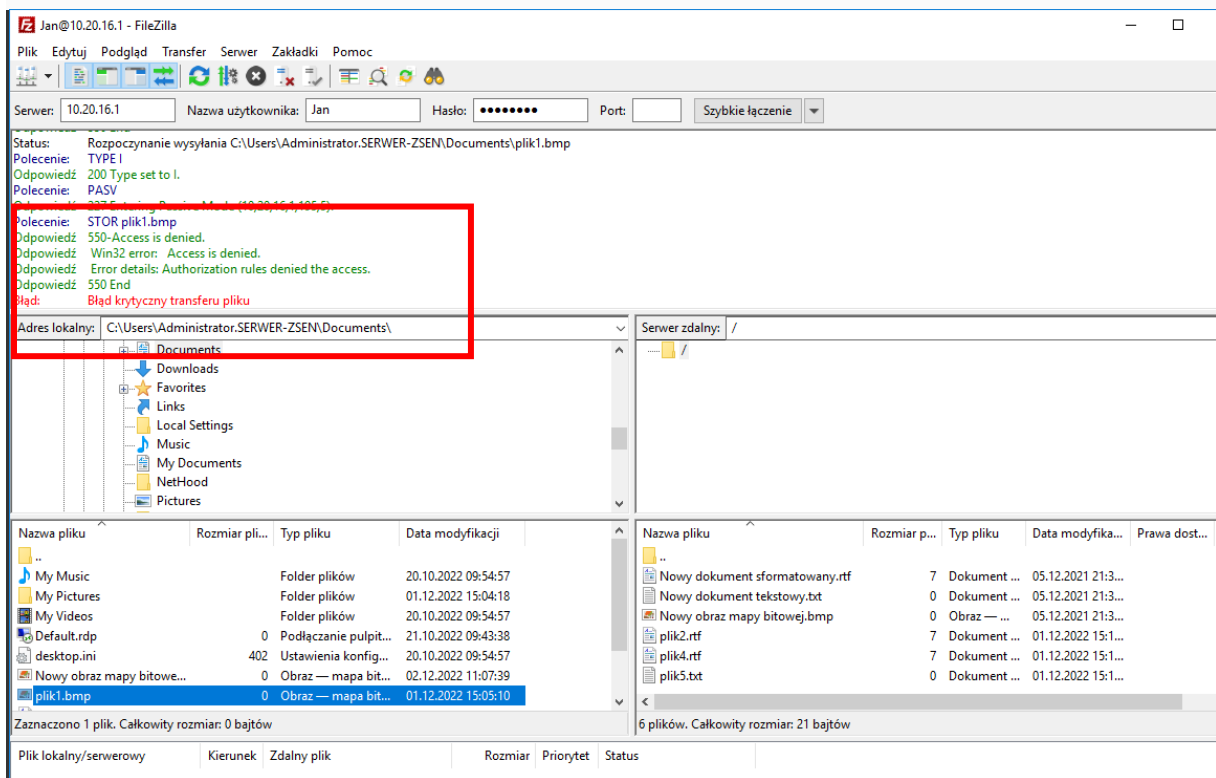 Jan@10.20.16.1 - FileZilla
Plik Edytuj Podgląd Transfer Serwer Zakładki Pomoc
Serwer: 10.20.16.1 Nazwa użytkownika: Jan Hasło: ●●●●●●●● Port: Szybkie łączenie
Status: Rozpoczynanie wysyłania C:\Users\Administrator.SERWER-ZSEN\Documents\plik1.bmp
Polecenie: TYPE I
Odpowiedź 200 Type set to I.
Polecenie: PASV
Polecenie: STOR plik1.bmp
Odpowiedź 550-Access is denied.
Odpowiedź Win32 error: Access is denied.
Odpowiedź Error details: Authorization rules denied the access.
Odpowiedź 550 End
Błąd: Błąd krytyczny transferu pliku
Adres lokalny: C:\Users\Administrator.SERWER-ZSEN\Documents\
Serwer zdalny: /
Documents
Downloads
Favorites
Links
Local Settings
Music
My Documents
NetHood
Pictures
/
Nazwa pliku Rozmiar pli... Typ pliku Data modyfikacji
..
My Music Folder plików 20.10.2022 09:54:57
My Pictures Folder plików 01.12.2022 15:04:18
My Videos Folder plików 20.10.2022 09:54:57
Default.rdp 0 Podłączanie pulpit... 21.10.2022 09:43:38
desktop.ini 402 Ustawienia konfig... 20.10.2022 09:54:57
Nowy obraz mapy bitowe... 0 Obraz — mapa bit... 02.12.2022 11:07:39
plik1.bmp 0 Obraz — mapa bit... 01.12.2022 15:05:10
Zaznaczono 1 plik. Całkowity rozmiar: 0 bajtów
Nazwa pliku Rozmiar p... Typ pliku Data modyfika... Prawa dost...
..
Nowy dokument sformatowany.rtf 7 Dokument ... 05.12.2021 21:3...
Nowy dokument tekstowy.txt 0 Dokument ... 05.12.2021 21:3...
Nowy obraz mapy bitowej.bmp 0 Obraz — ... 05.12.2021 21:3...
plik2.rtf 7 Dokument ... 01.12.2022 15:1...
plik4.rtf 7 Dokument ... 01.12.2022 15:1...
plik5.txt 0 Dokument ... 01.12.2022 15:1...
6 plików. Całkowity rozmiar: 21 bajtów
Plik lokalny/serwerowy Kierunek Zdalny plik Rozmiar Priorytet Status